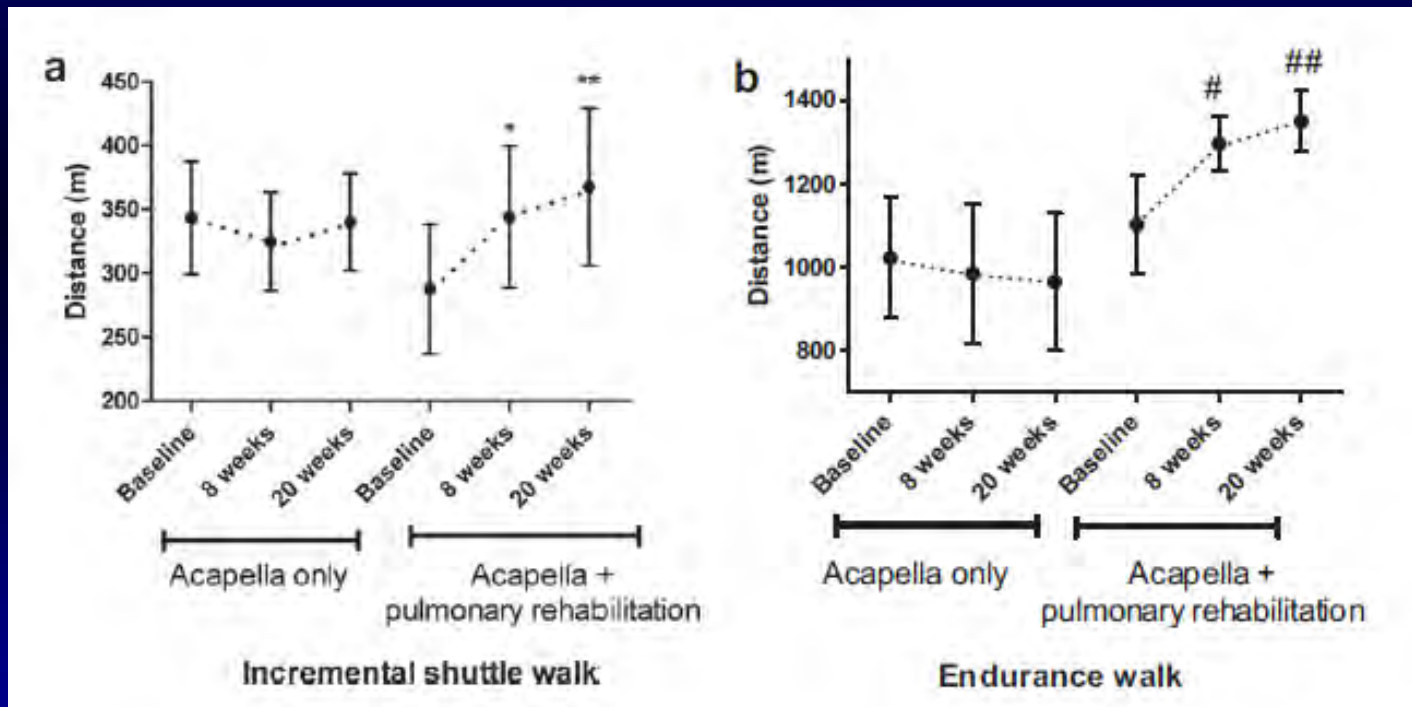 a
450
400
350
300
250
200
Distance (m)
*
**
Baseline
8 weeks
20 weeks
Baseline
8 weeks
20 weeks
Acapella only
Acapella +
pulmonary rehabilitation
Incremental shuttle walk
b
1400
1200
1000
800
Distance (m)
#
##
Baseline
8 weeks
20 weeks
Baseline
8 weeks
20 weeks
Acapella only
Acapella +
pulmonary rehabilitation
Endurance walk